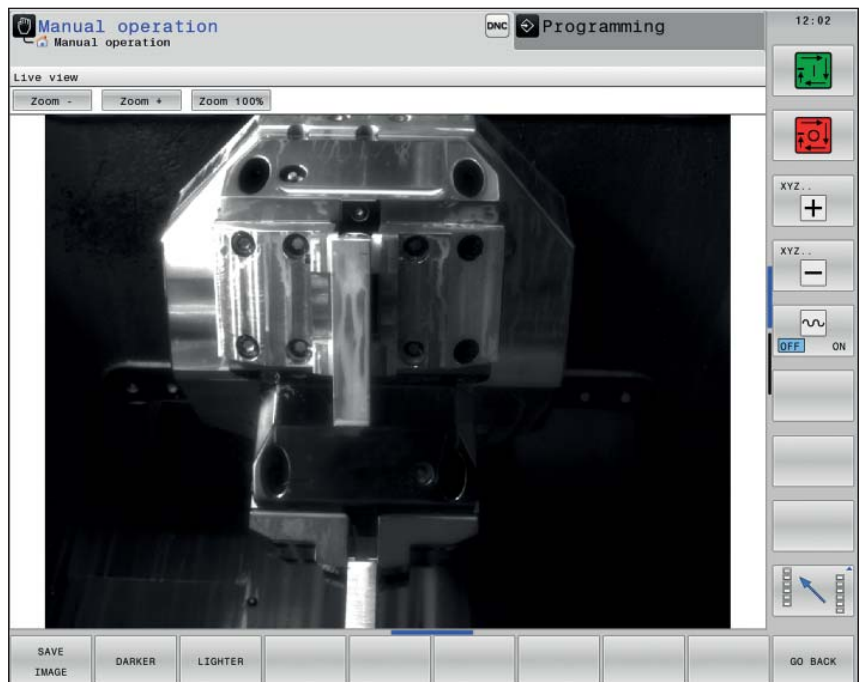 Manual operation
Manual operation
DNC
Programming
12:02
Live view
Zoom -
Zoom +
Zoom 100%
XYZ..
XYZ..
OFF ON
SAVE
IMAGE
DARKER
LIGHTER
GO BACK